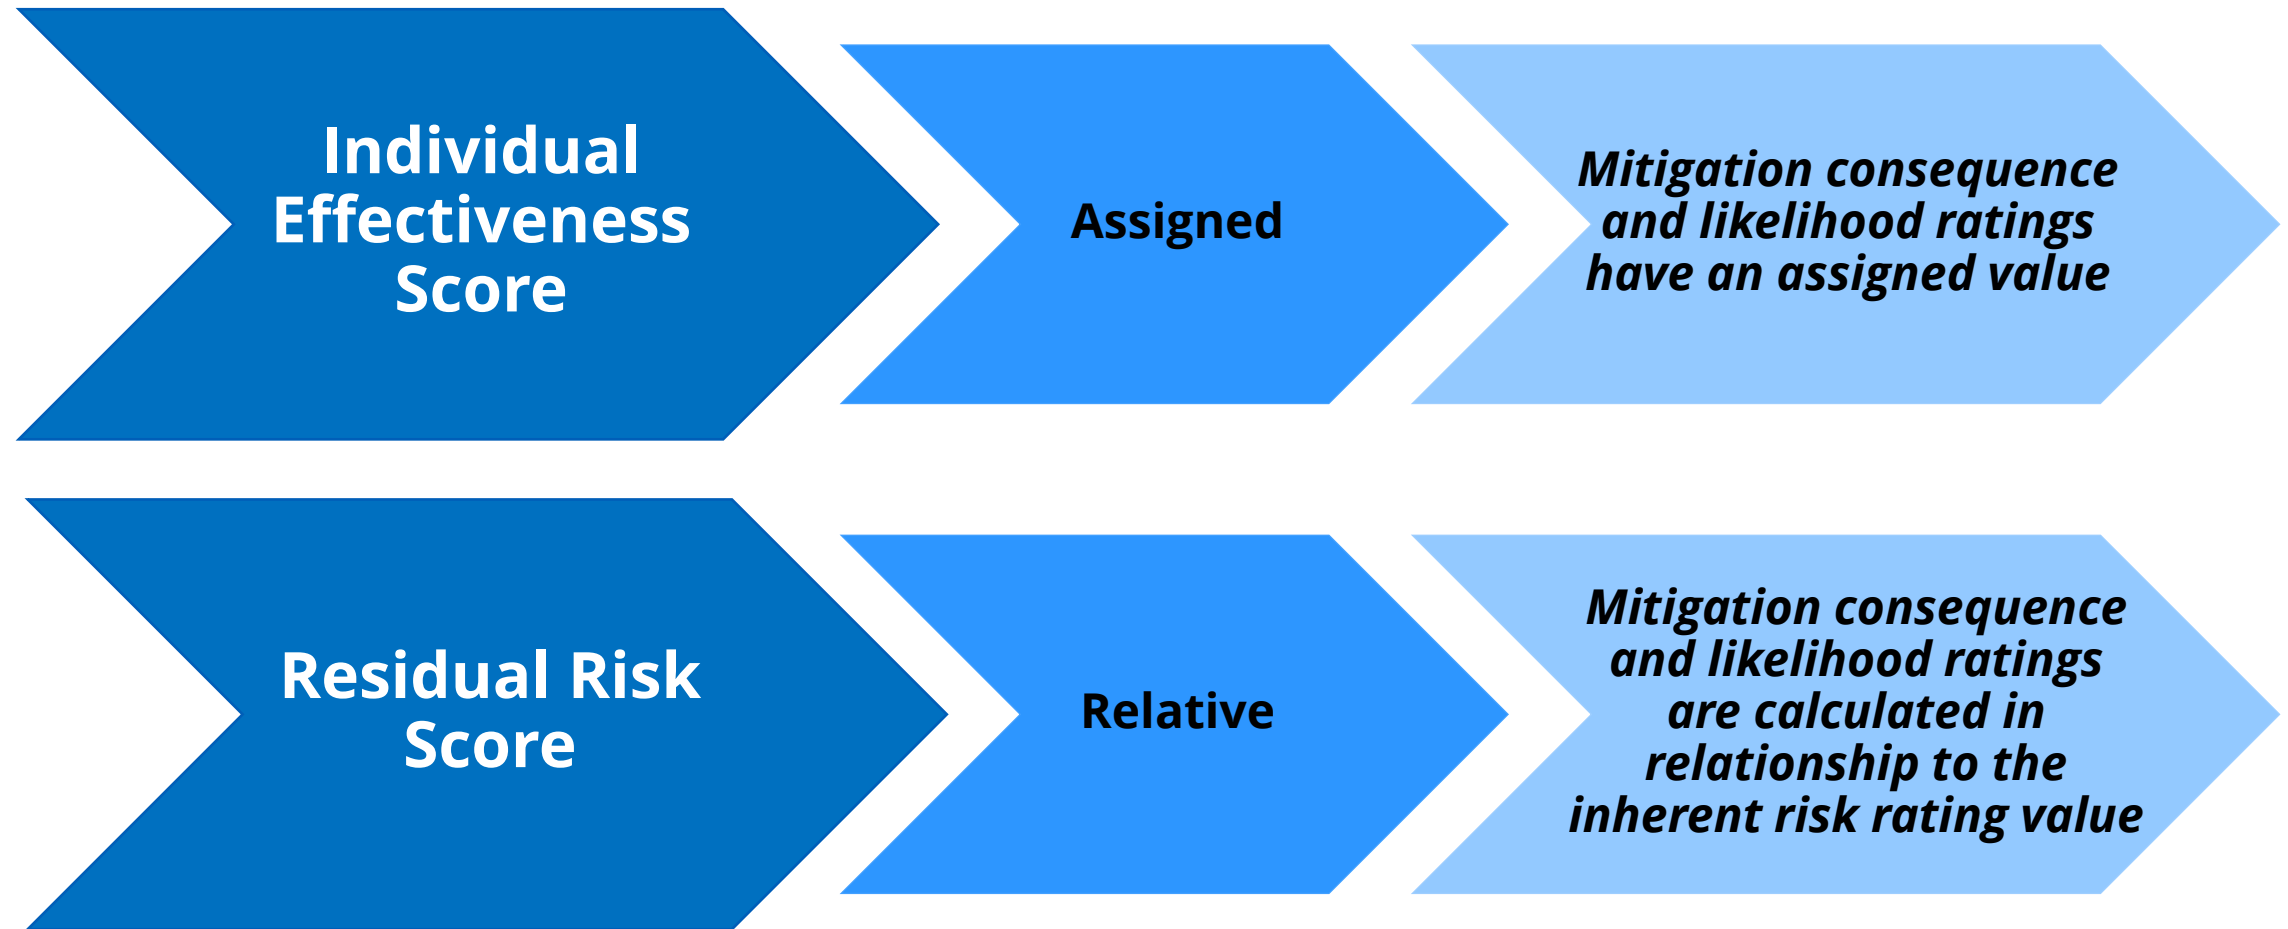 Individual
Effectiveness
Score
Assigned
Mitigation consequence
and likelihood ratings
have an assigned value
Residual Risk
Score
Relative
Mitigation consequence
and likelihood ratings
are calculated in
relationship to the
inherent risk rating value